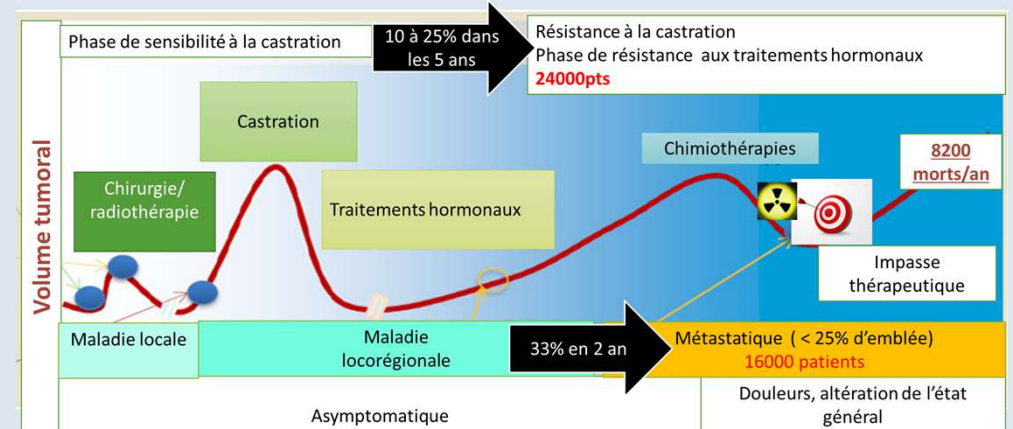 Phase de sensibilité à la castration
10 à 25% dans
les 5 ans
Résistance à la castration
Phase de résistance aux traitements hormonaux
24000pts
Volume tumoral
Castration
Chirurgie/
radiothérapie
Traitements hormonaux
Chimiothérapies
8200
morts/an
Impasse
thérapeutique
Maladie locale
Maladie
locorégionale
33% en 2 an
Métastatique ( < 25% d’emblée)
16000 patients
Asymptomatique
Douleurs, altération de l’état
général